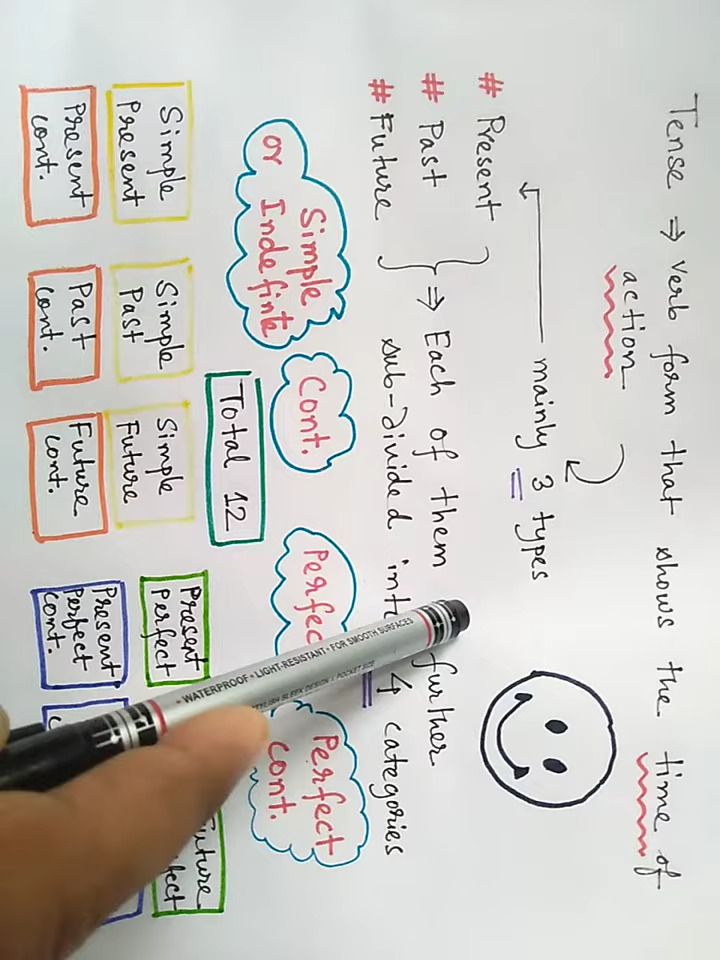 Tense ⇒ verb form that shows the time of
action.
mainly 3 types
# Present
# Past
# Future
} ⇒ Each of them further
sub-divided into 4 categories
Simple
or Indefinite
Cont.
Perfect
cont.
Total 12
Simple
Present
Simple
Past
Simple
Future
Present
Perfect
Future
Present
cont.
Past
cont.
Future
cont.
Present
Perfect
cont.
WATERPROOF • LIGHT-RESISTANT • FOR SMOOTH SURFACES